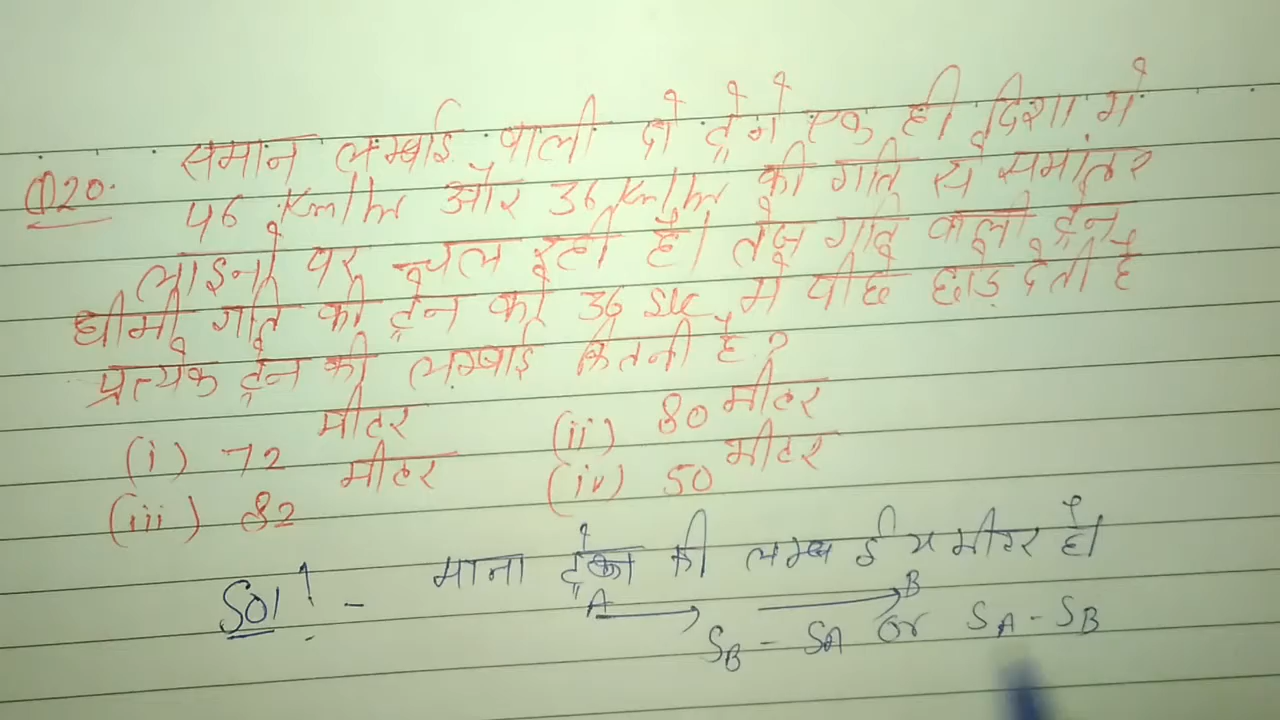 Q20. समान लम्बाई वाली दो ट्रेने एक ही दिशा मे
46 km/hr और 36 km/hr की गति से समांतर
लाइनो पर चल रही है। तेज गति वाली ट्रेन
धीमी गति की ट्रेन को 36 sec मे पीछे छोड़ देती है
प्रत्येक ट्रेन की लम्बाई कितनी है?
(i) 72 मीटर (ii) 80 मीटर
(iii) 82 मीटर (iv) 50 मीटर
Sol! - माना की लम्बाई x मीटर है।
A B
SB - SA or SA - SB